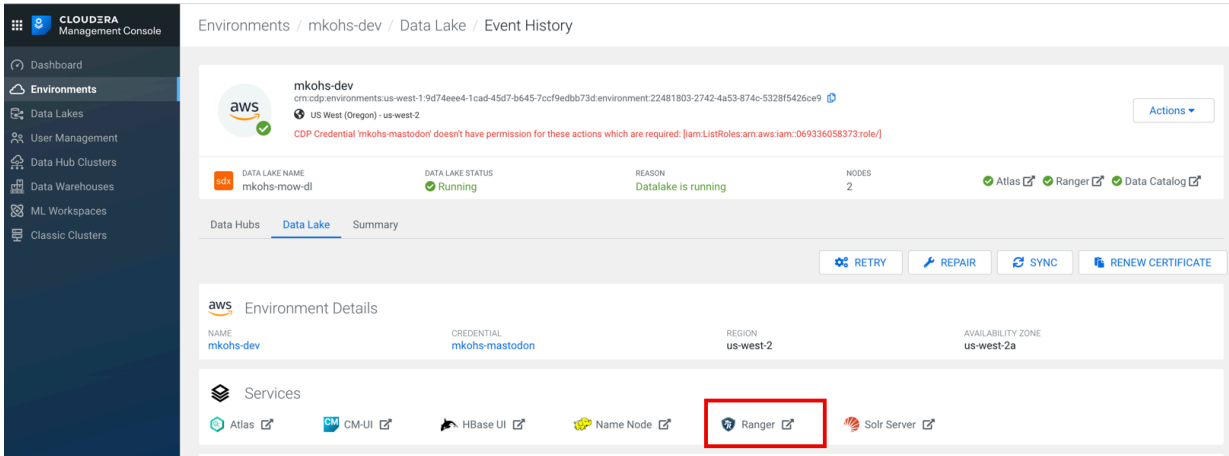 CLOUDERA
Management Console
Environments / mkohs-dev / Data Lake / Event History
Dashboard
Environments
Data Lakes
User Management
Data Hub Clusters
Data Warehouses
ML Workspaces
Classic Clusters
aws
mkohs-dev
crn:cdp:environments:us-west-1:9d74eee4-1cad-45d7-b645-7ccf9edbb73d:environment:22481803-2742-4a53-874c-5328f5426ce9
US West (Oregon) - us-west-2
CDP Credential 'mkohs-mastodon' doesn't have permission for these actions which are required: [iam:ListRoles:arn:aws:iam::069336058373:role/]
Actions
sdx
DATA LAKE NAME
mkohs-mow-dl
DATA LAKE STATUS
Running
REASON
Datalake is running
NODES
2
Atlas Ranger Data Catalog
Data Hubs Data Lake Summary
RETRY REPAIR SYNC RENEW CERTIFICATE
aws Environment Details
NAME
mkohs-dev
CREDENTIAL
mkohs-mastodon
REGION
us-west-2
AVAILABILITY ZONE
us-west-2a
Services
Atlas CM CM-UI HBase UI Name Node Ranger Solr Server